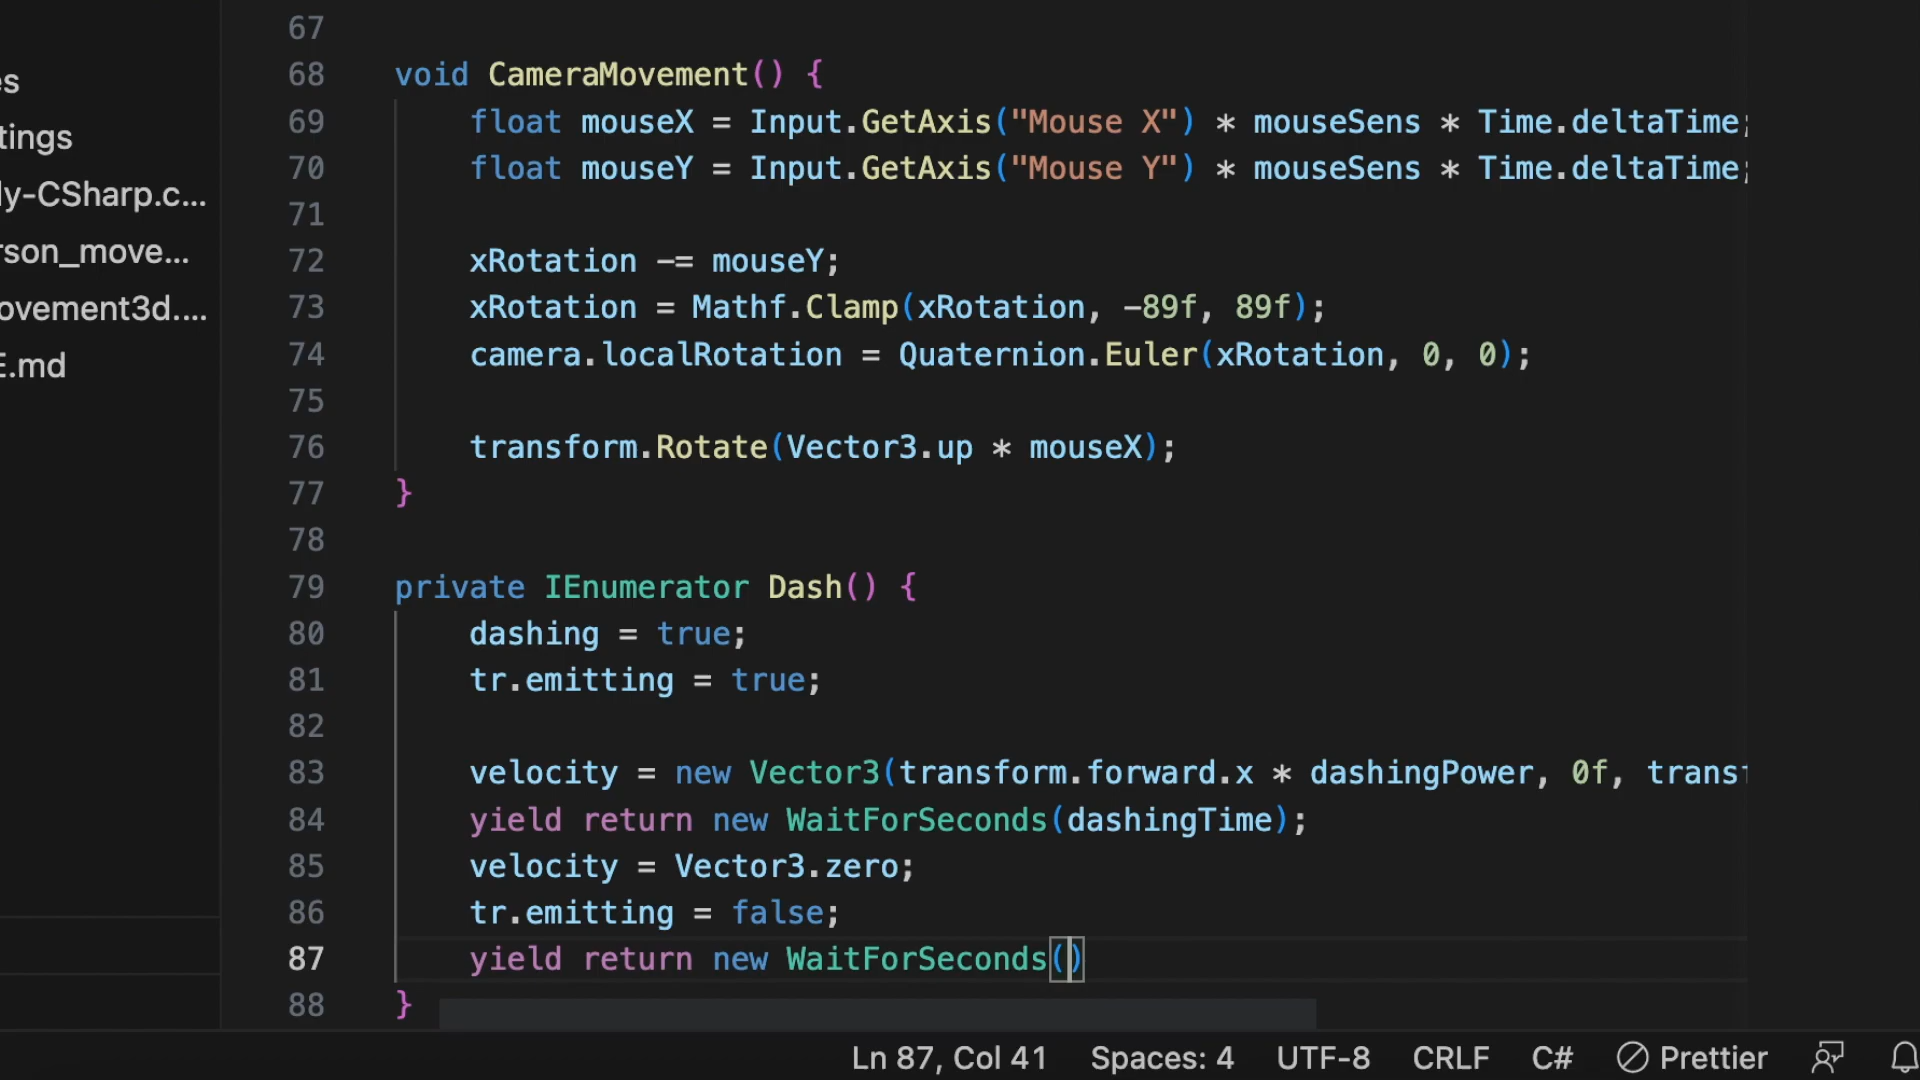 es
tings
ly-CSharp.c...
rson_move...
ovement3d....
E.md
67
68 void CameraMovement() {
69 float mouseX = Input.GetAxis("Mouse X") * mouseSens * Time.deltaTime;
70 float mouseY = Input.GetAxis("Mouse Y") * mouseSens * Time.deltaTime;
71
72 xRotation -= mouseY;
73 xRotation = Mathf.Clamp(xRotation, -89f, 89f);
74 camera.localRotation = Quaternion.Euler(xRotation, 0, 0);
75
76 transform.Rotate(Vector3.up * mouseX);
77 }
78
79 private IEnumerator Dash() {
80 dashing = true;
81 tr.emitting = true;
82
83 velocity = new Vector3(transform.forward.x * dashingPower, 0f, transf
84 yield return new WaitForSeconds(dashingTime);
85 velocity = Vector3.zero;
86 tr.emitting = false;
87 yield return new WaitForSeconds()
88 }
Ln 87, Col 41 Spaces: 4 UTF-8 CRLF C# Prettier